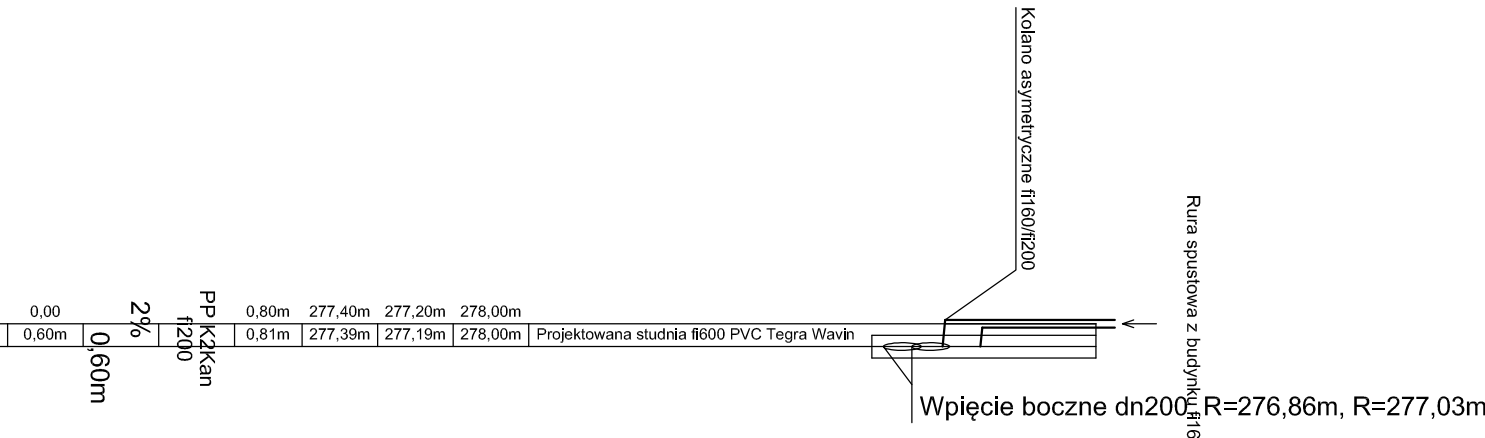 Kolano asymetryczne fi160/fi200
Rura spustowa z budynku fi16
0,00
2%
PP K2Kan
fi200
0,80m 277,40m 277,20m 278,00m
0,60m
0,60m
0,81m 277,39m 277,19m 278,00m Projektowana studnia fi600 PVC Tegra Wavin
Wpięcie boczne dn200, R=276,86m, R=277,03m